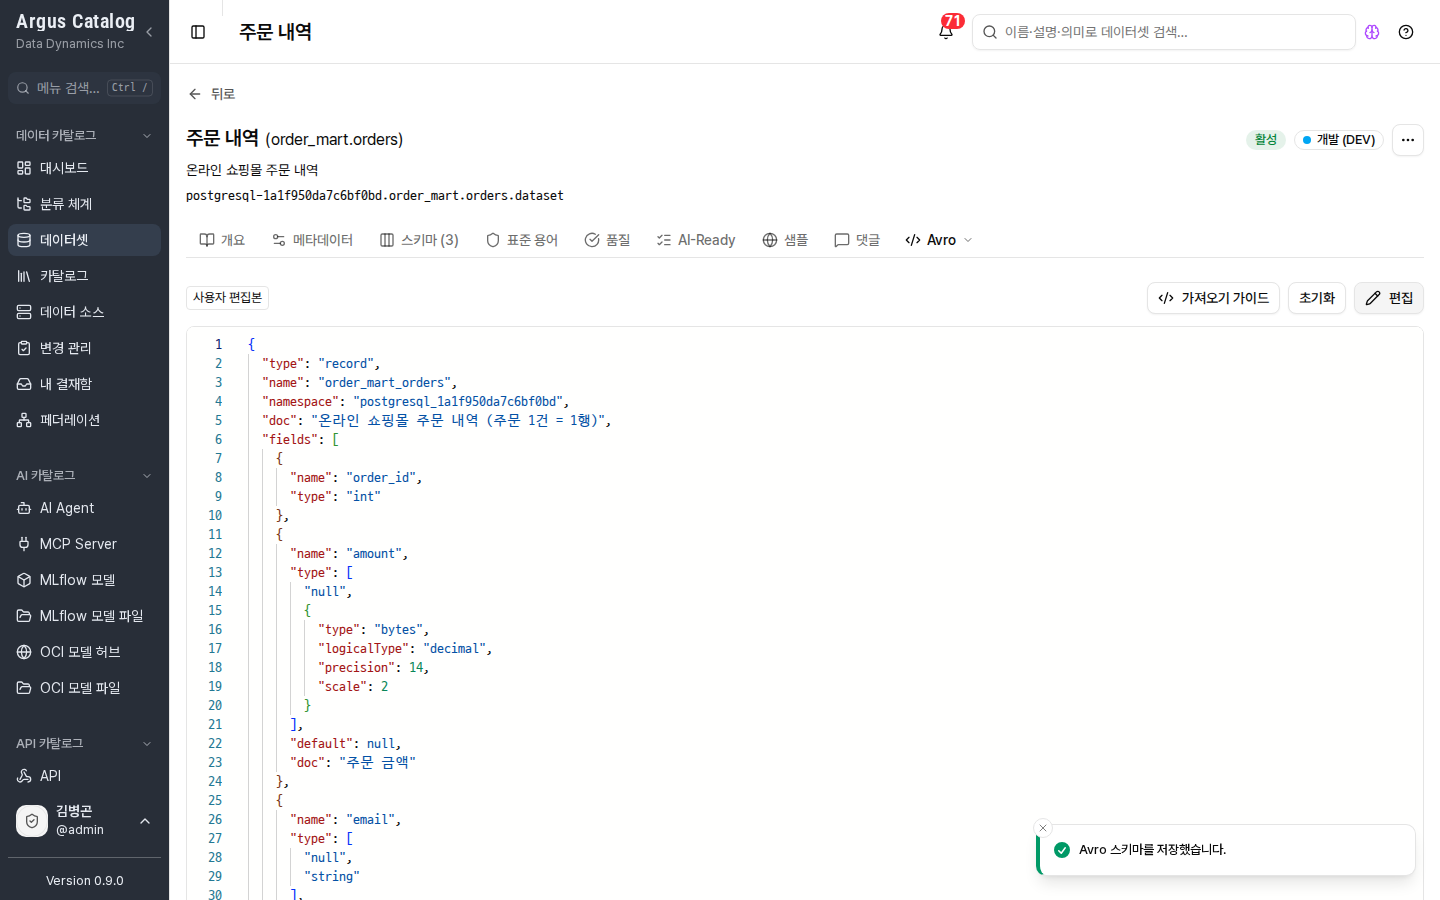 Argus Catalog
Data Dynamics Inc
메뉴 검색... Ctrl /
데이터 카탈로그
대시보드
분류 체계
데이터셋
카탈로그
데이터 소스
변경 관리
내 결재함
페더레이션
AI 카탈로그
AI Agent
MCP Server
MLflow 모델
MLflow 모델 파일
OCI 모델 허브
OCI 모델 파일
API 카탈로그
API
김병곤
@admin
Version 0.9.0
주문 내역
71
이름·설명·의미로 데이터셋 검색...
뒤로
주문 내역 (order_mart.orders)
활성
개발 (DEV)
온라인 쇼핑몰 주문 내역
postgresql-1a1f950da7c6bf0bd.order_mart.orders.dataset
개요 메타데이터 스키마 (3) 표준 용어 품질 AI-Ready 샘플 댓글 Avro
사용자 편집본
가져오기 가이드 초기화 편집
1 {
2 "type": "record",
3 "name": "order_mart_orders",
4 "namespace": "postgresql_1a1f950da7c6bf0bd",
5 "doc": "온라인 쇼핑몰 주문 내역 (주문 1건 = 1행)",
6 "fields": [
7 {
8 "name": "order_id",
9 "type": "int"
10 },
11 {
12 "name": "amount",
13 "type": [
14 "null",
15 {
16 "type": "bytes",
17 "logicalType": "decimal",
18 "precision": 14,
19 "scale": 2
20 }
21 ],
22 "default": null,
23 "doc": "주문 금액"
24 },
25 {
26 "name": "email",
27 "type": [
28 "null",
29 "string"
30 ],
Avro 스키마를 저장했습니다.